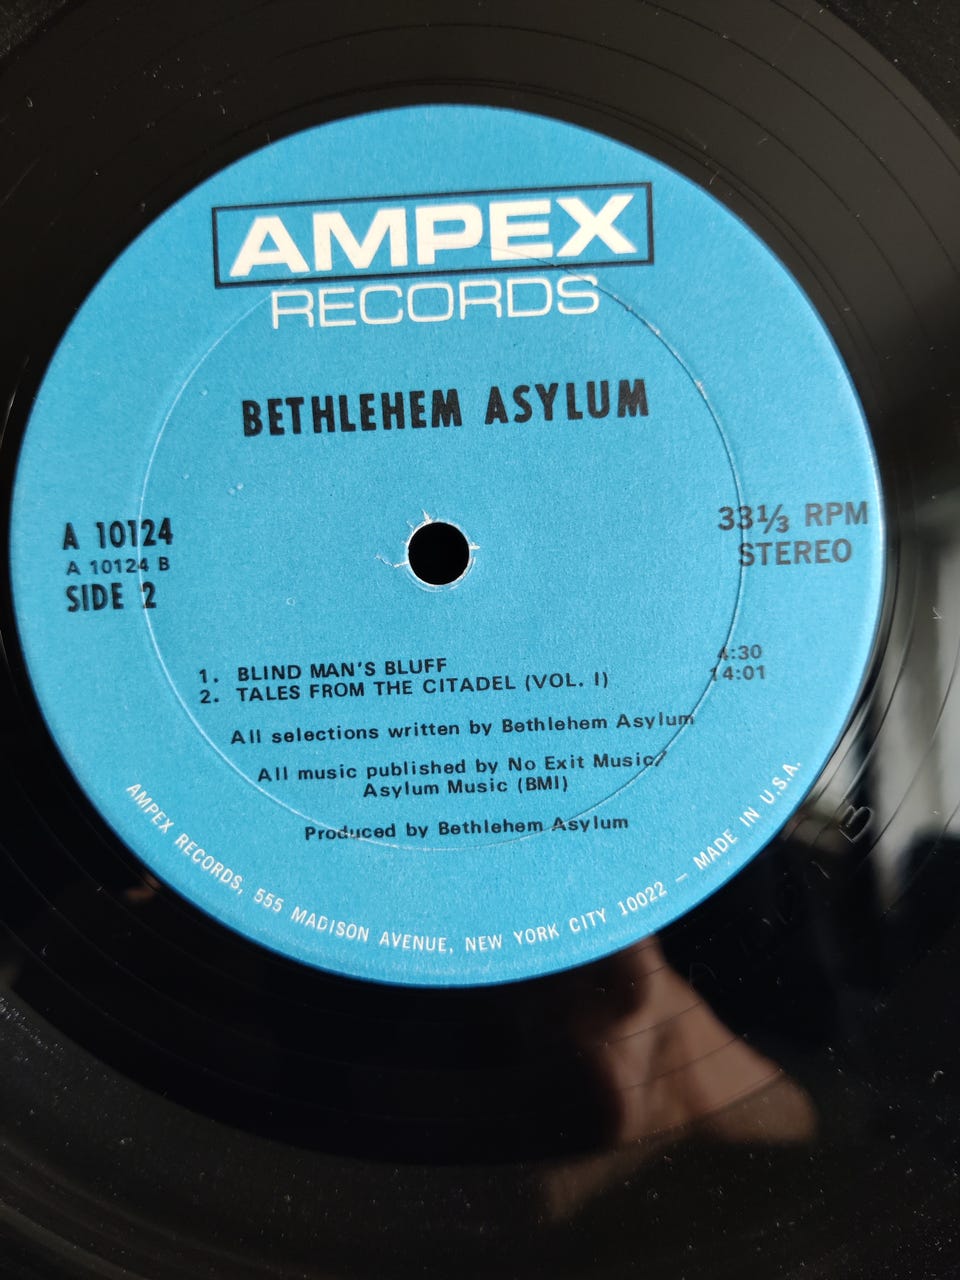 AMPEX
RECORDS
BETHLEHEM ASYLUM
A 10124
A 10124 B
SIDE 2
33⅓ RPM
STEREO
1. BLIND MAN'S BLUFF 4:30
2. TALES FROM THE CITADEL (VOL. I) 14:01
All selections written by Bethlehem Asylum
All music published by No Exit Music/
Asylum Music (BMI)
Produced by Bethlehem Asylum
AMPEX RECORDS, 555 MADISON AVENUE, NEW YORK CITY 10022 — MADE IN U.S.A.